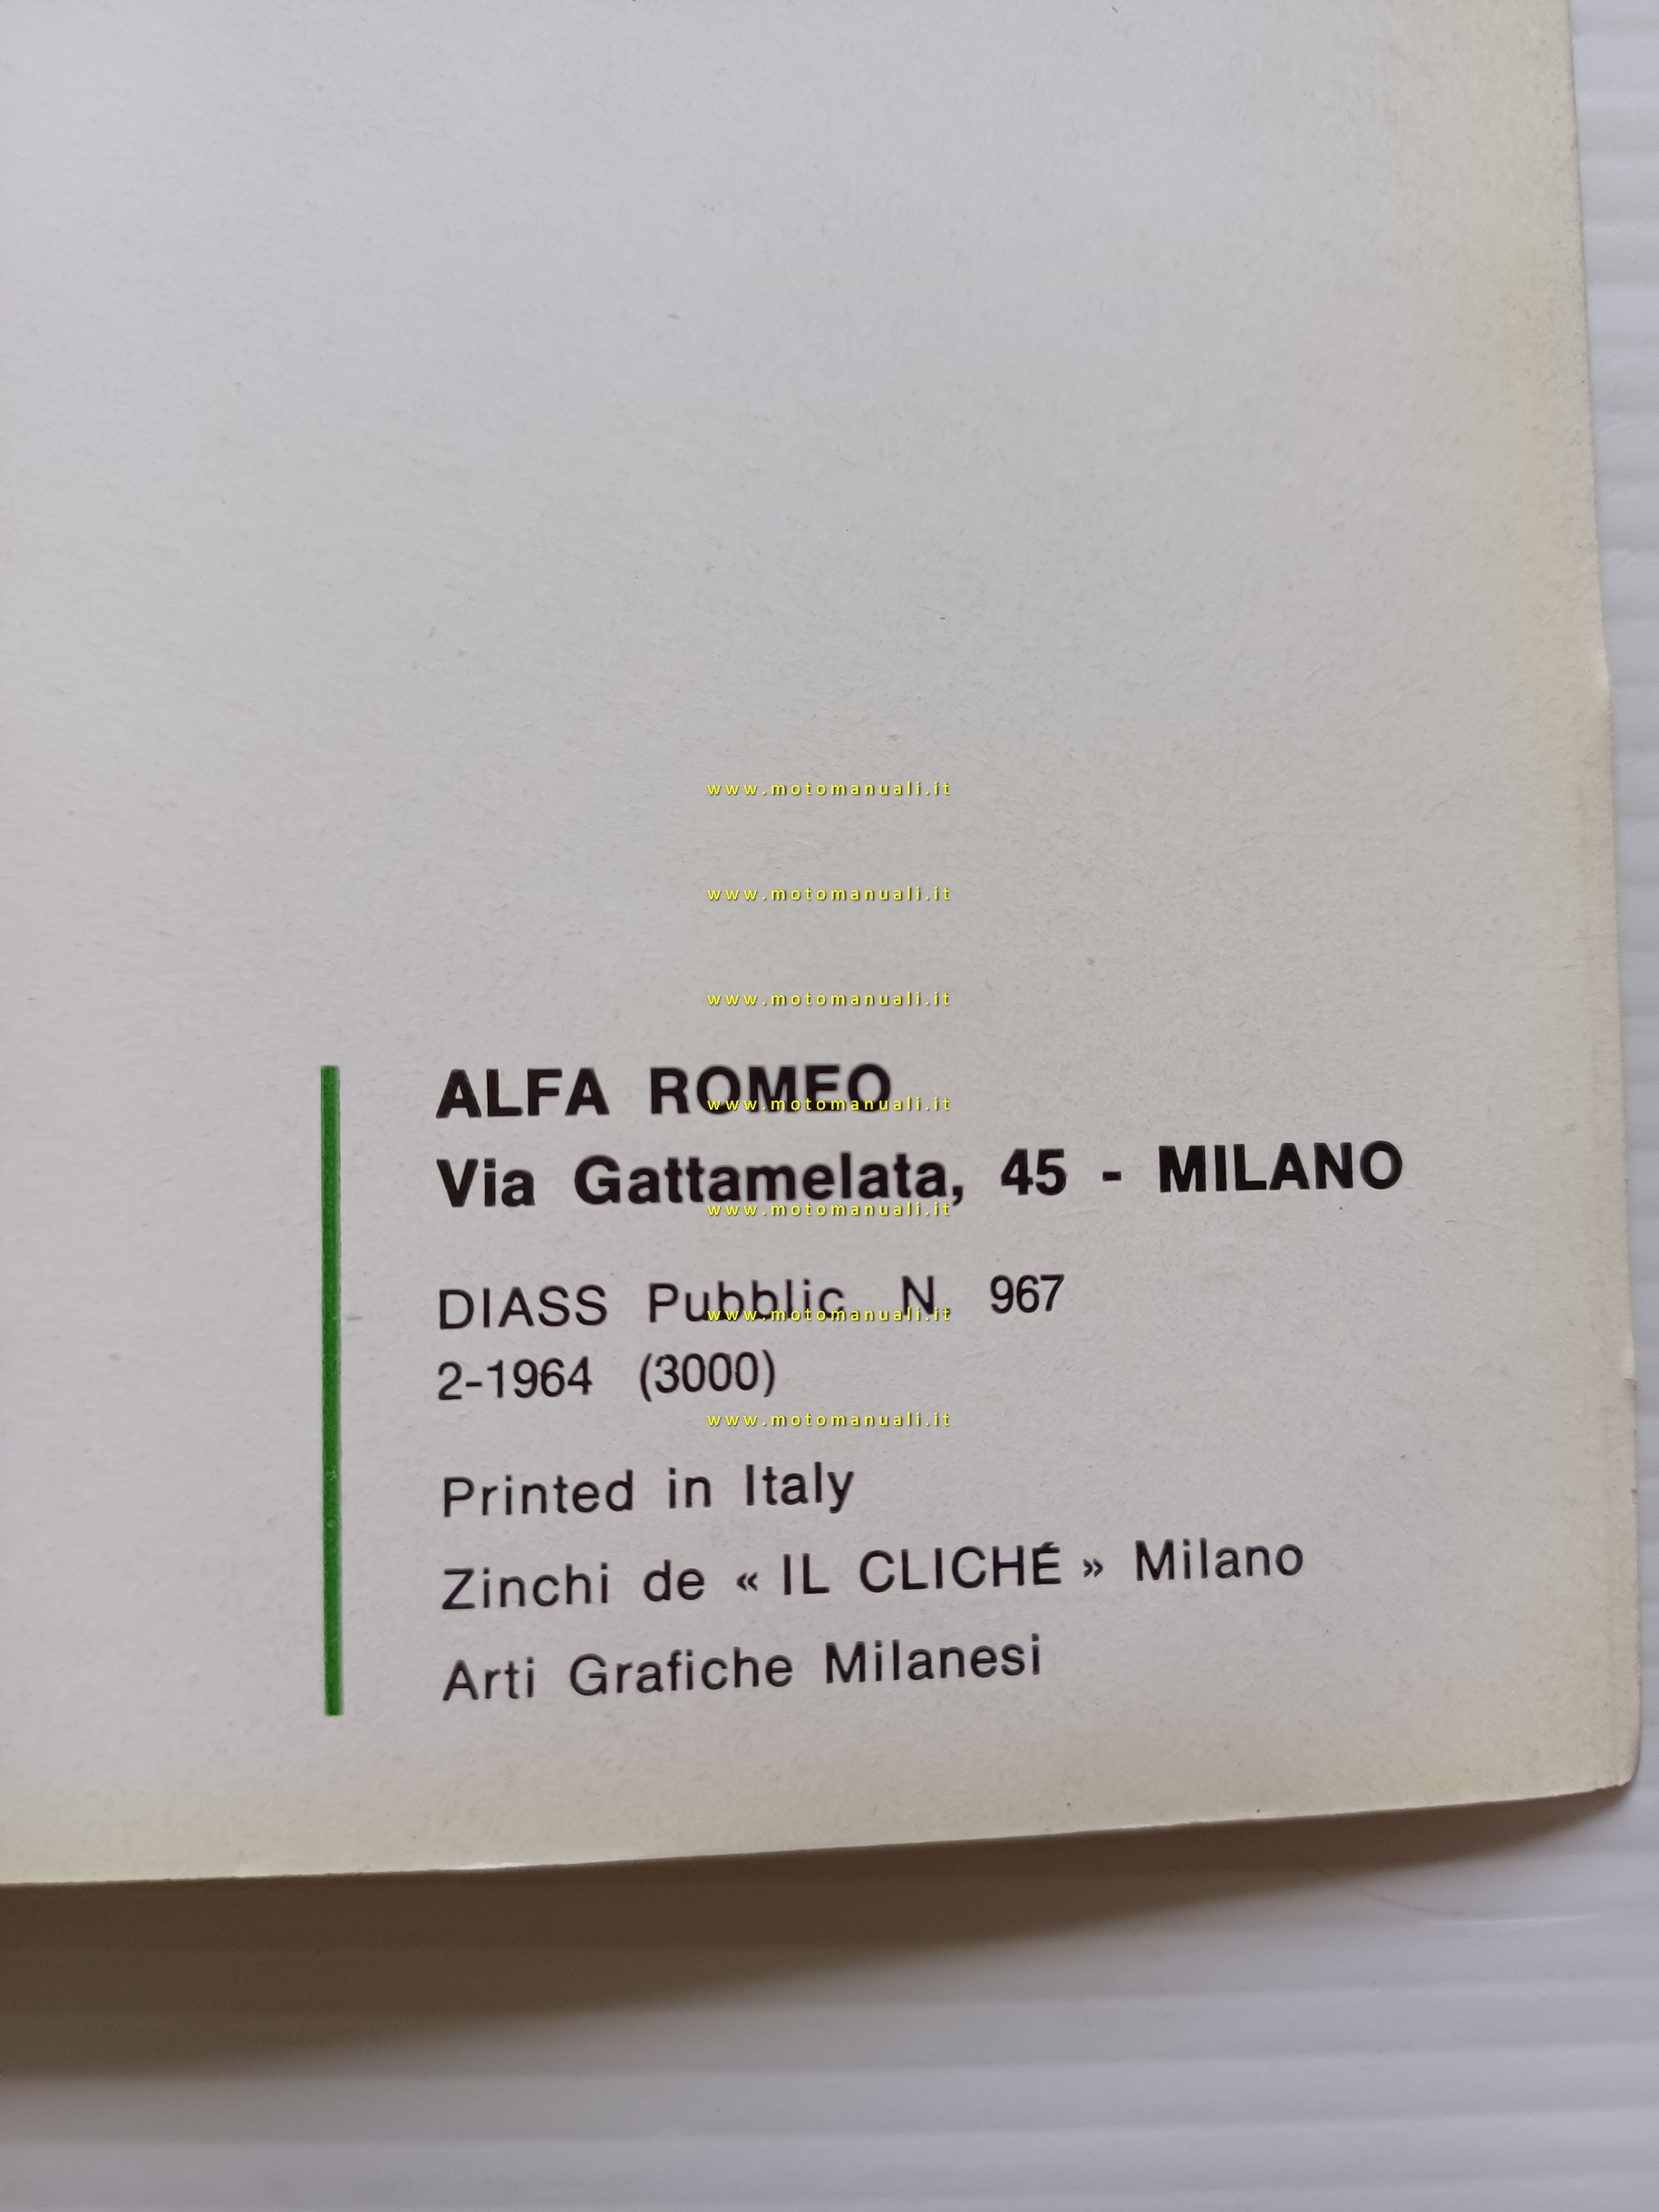 www.motomanuali.it
www.motomanuali.it
www.motomanuali.it
ALFA ROMEO
www.motomanuali.it
Via Gattamelata, 45 - MILANO
www.motomanuali.it
DIASS Pubblic. N. 967
www.motomanuali.it
2-1964 (3000)
www.motomanuali.it
Printed in Italy
Zinchi de « IL CLICHÉ » Milano
Arti Grafiche Milanesi